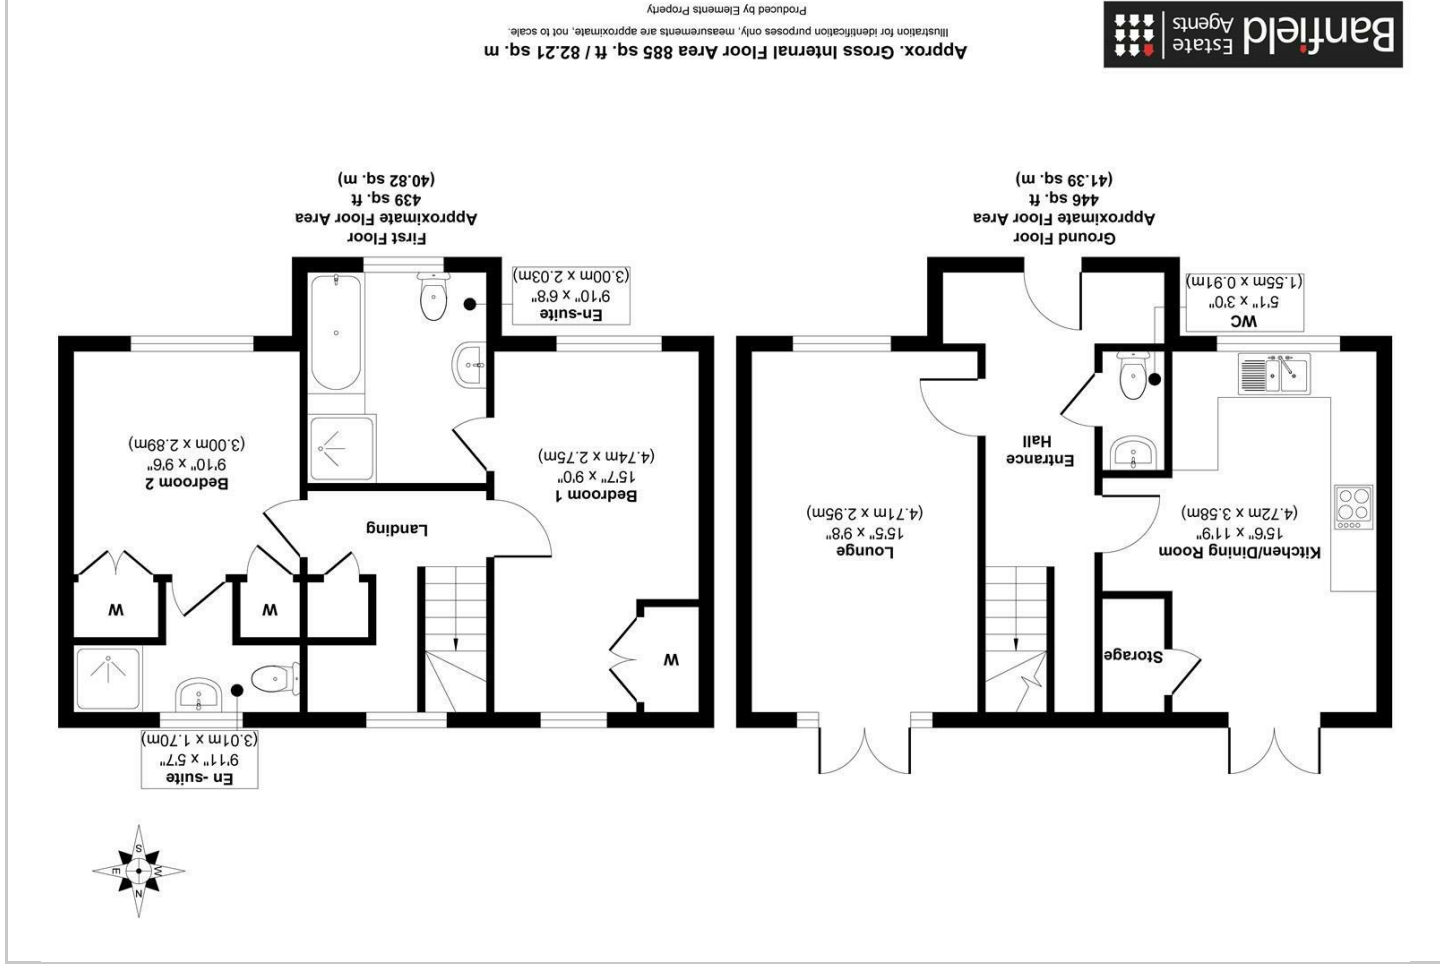 N
E
W
S
En- suite
9'11" x 5'7"
(3.01m x 1.70m)
W
W
Bedroom 2
9'10" x 9'6"
(3.00m x 2.89m)
Landing
W
Bedroom 1
15'7" x 9'0"
(4.74m x 2.75m)
En-suite
9'10" x 6'8"
(3.00m x 2.03m)
First Floor
Approximate Floor Area
439 sq. ft
(40.82 sq. m)
Storage
Kitchen/Dining Room
15'6" x 11'9"
(4.72m x 3.58m)
Lounge
15'5" x 9'8"
(4.71m x 2.95m)
Entrance
Hall
WC
5'1" x 3'0"
(1.55m x 0.91m)
Ground Floor
Approximate Floor Area
446 sq. ft
(41.39 sq. m)
Banfield
Estate
Agents
Approx. Gross Internal Floor Area 885 sq. ft / 82.21 sq. m
Illustration for identification purposes only, measurements are approximate, not to scale.
Produced by Elements Property